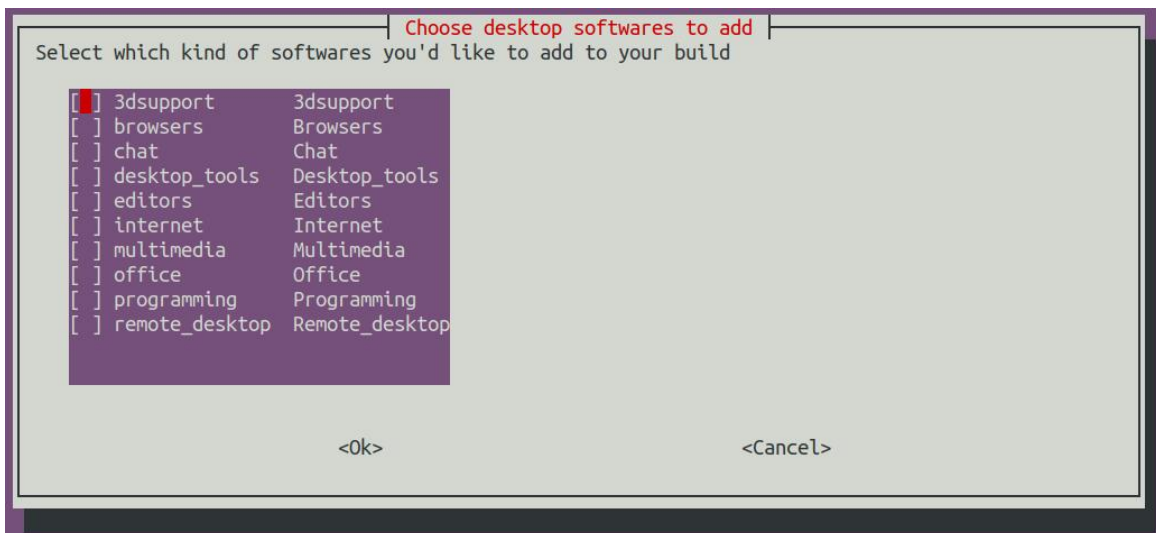 Choose desktop softwares to add
Select which kind of softwares you'd like to add to your build
[ ] 3dsupport 3dsupport
[ ] browsers Browsers
[ ] chat Chat
[ ] desktop_tools Desktop_tools
[ ] editors Editors
[ ] internet Internet
[ ] multimedia Multimedia
[ ] office Office
[ ] programming Programming
[ ] remote_desktop Remote_desktop
<Ok> <Cancel>